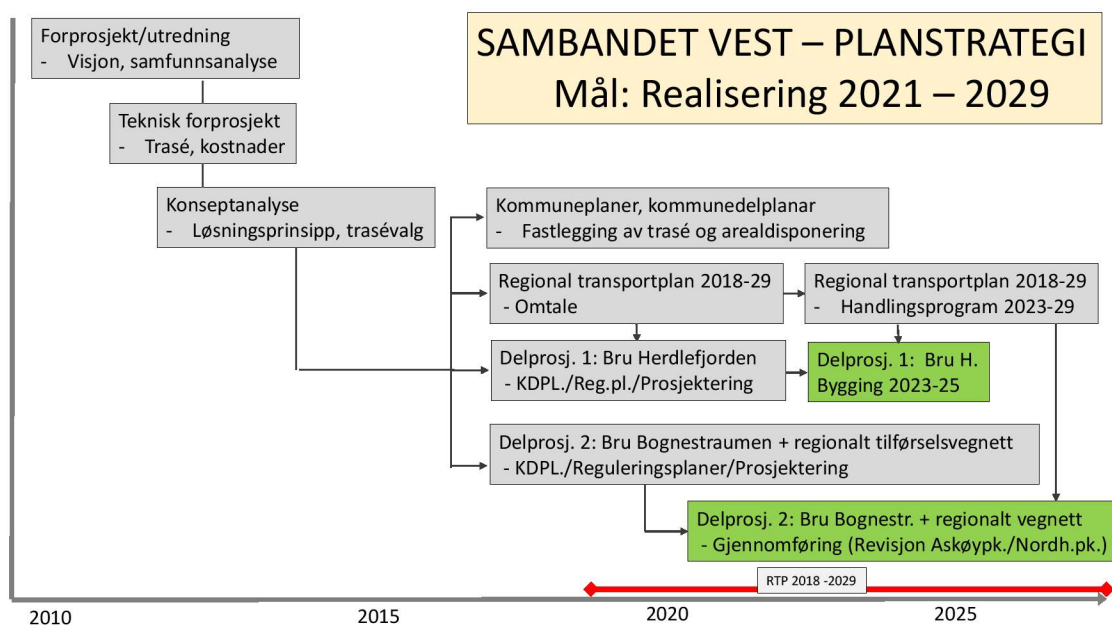 SAMBANDET VEST – PLANSTRATEGI
Mål: Realisering 2021 – 2029
Forprosjekt/utredning
- Visjon, samfunnsanalyse
Teknisk forprosjekt
- Trasé, kostnader
Konseptanalyse
- Løsningsprinsipp, trasévalg
Kommuneplaner, kommunedelplanar
- Fastlegging av trasé og arealdisponering
Regional transportplan 2018-29
- Omtale
Regional transportplan 2018-29
- Handlingsprogram 2023-29
Delprosj. 1: Bru Herdlefjorden
- KDPL./Reg.pl./Prosjektering
Delprosj. 1: Bru H.
Bygging 2023-25
Delprosj. 2: Bru Bognestraumen + regionalt tilførselsvegnett
- KDPL./Reguleringsplaner/Prosjektering
Delprosj. 2: Bru Bognestr. + regionalt vegnett
- Gjennomføring (Revisjon Askøypk./Nordh.pk.)
RTP 2018 -2029
2010
2015
2020
2025